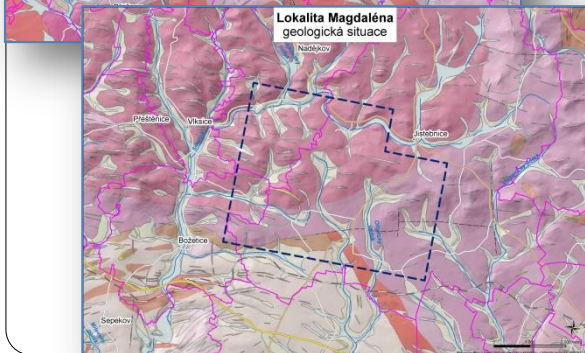 Lokalita Magdaléna
geologická situace
Nadějkov
Přeštěnice
Vlksice
Jistebnice
Božetice
Sepekov